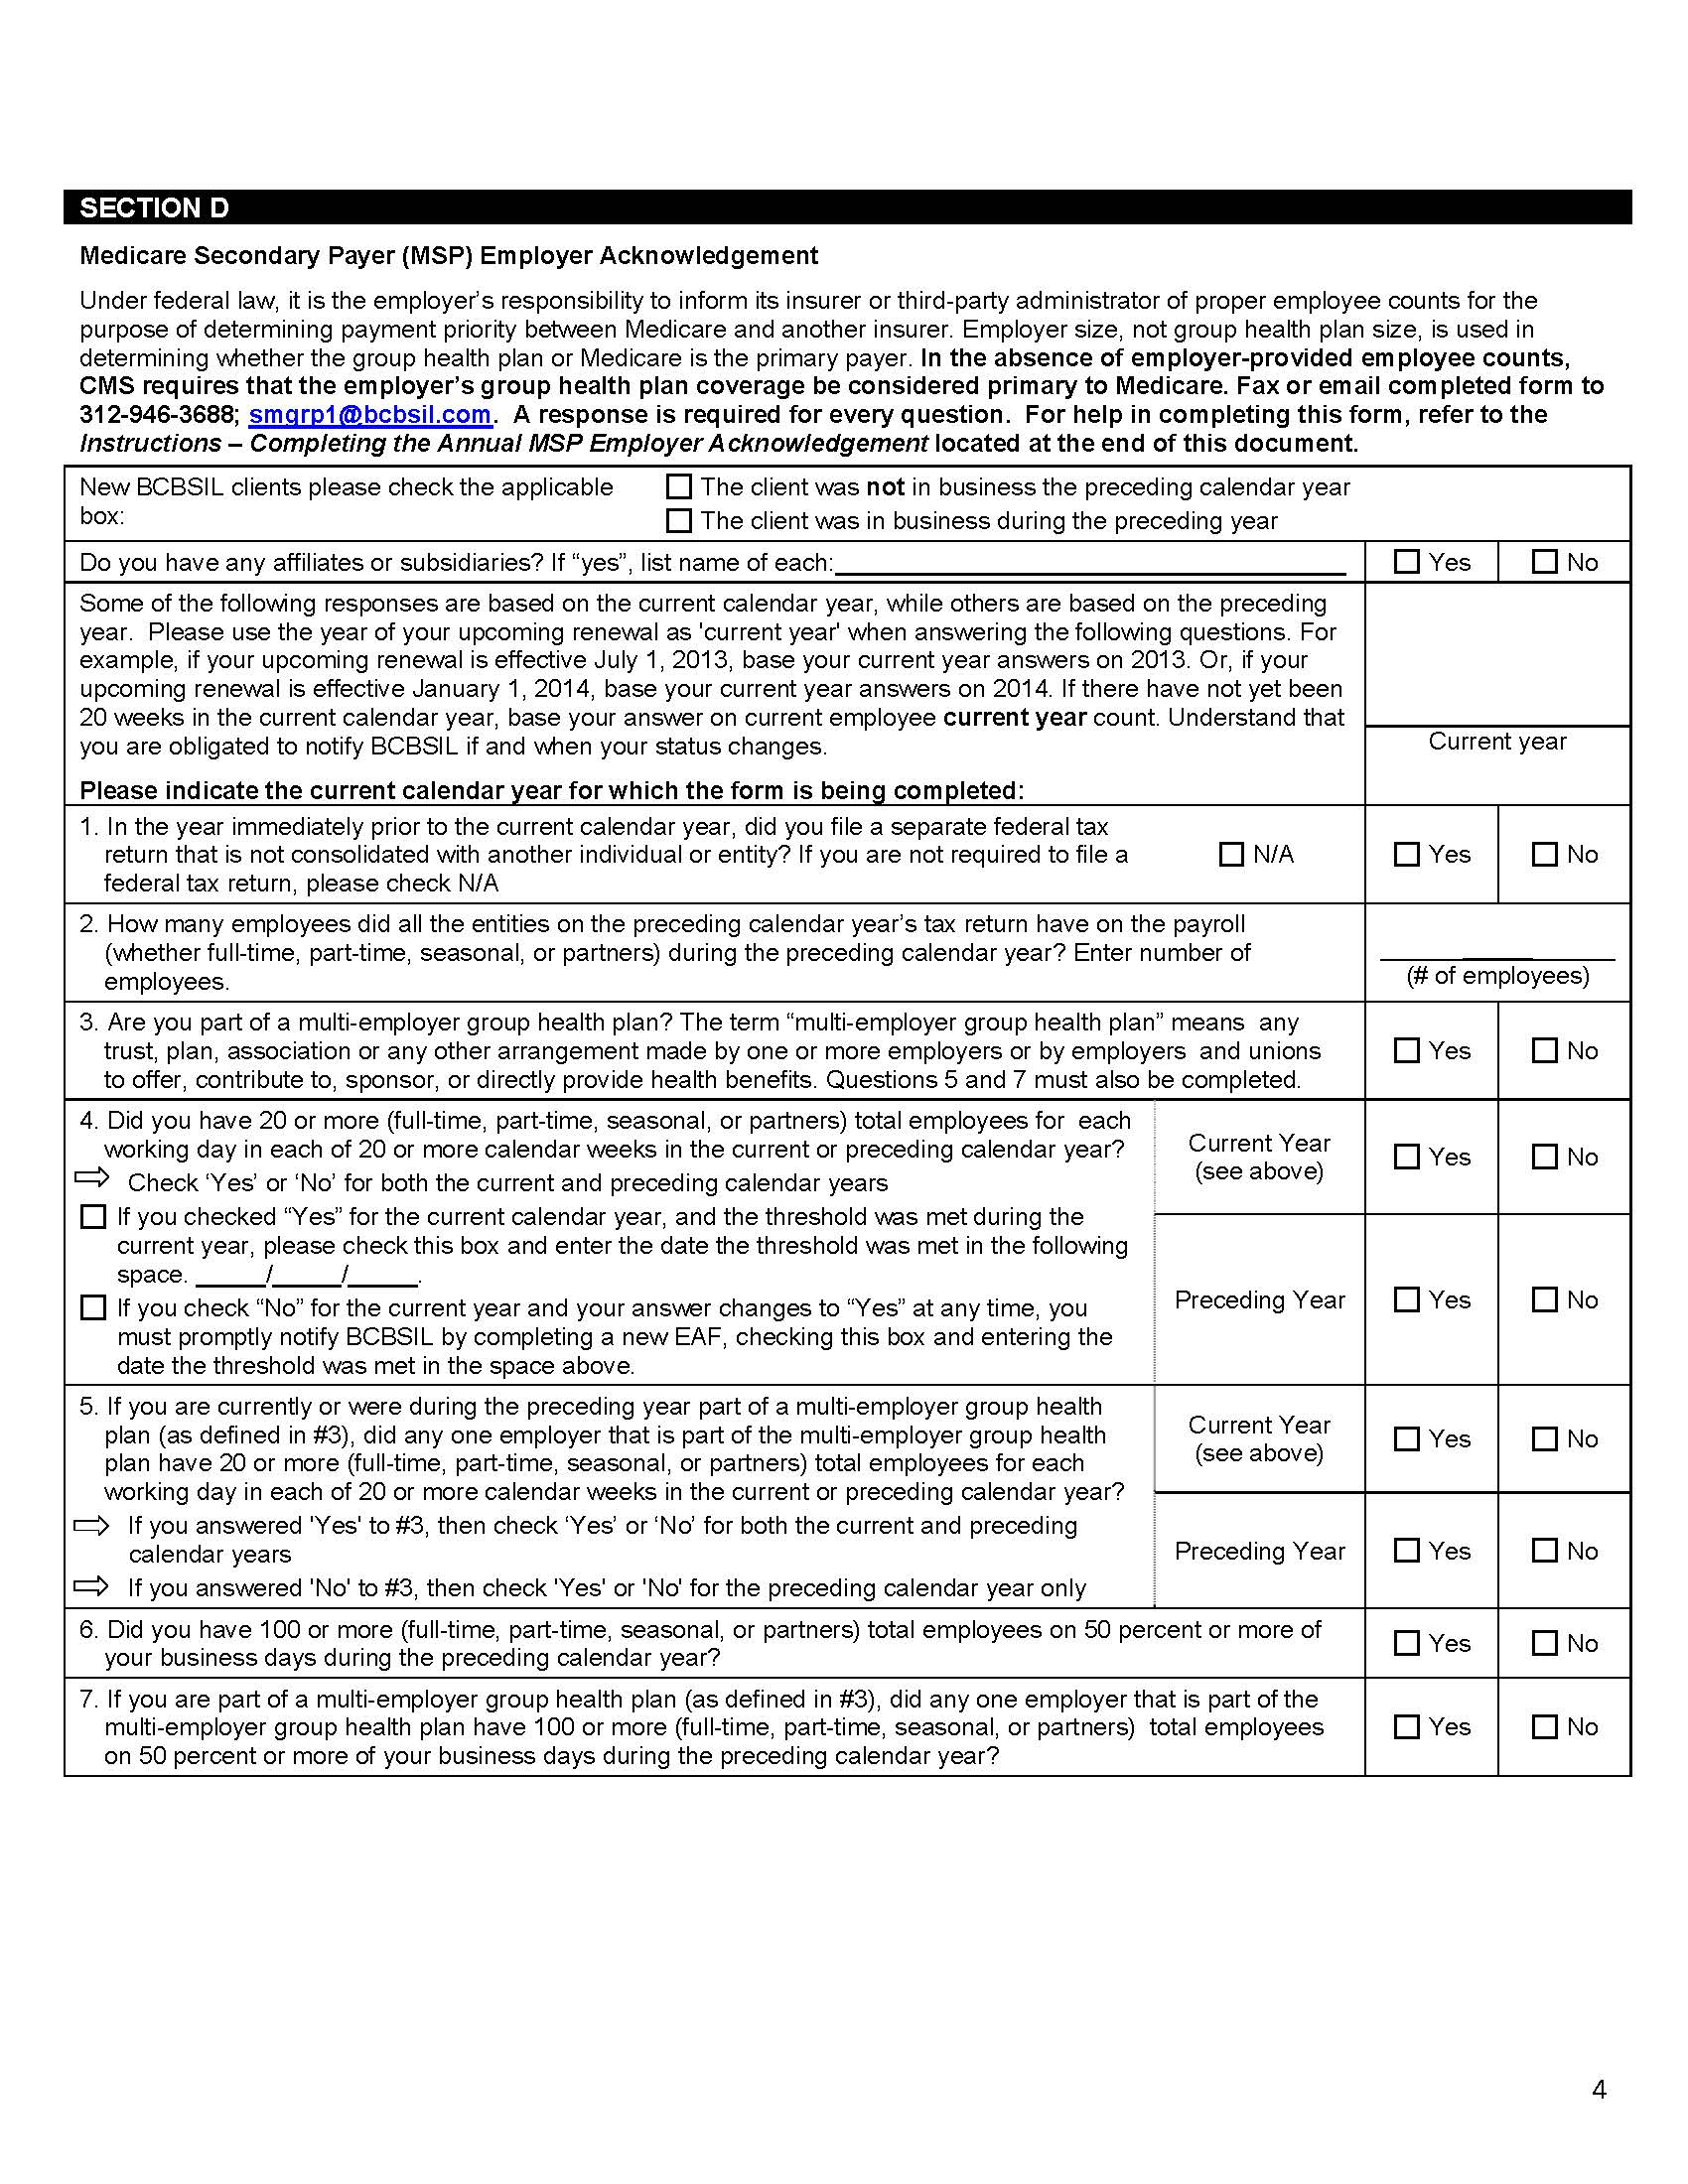 SECTION D
Medicare Secondary Payer (MSP) Employer Acknowledgement
Under federal law, it is the employer’s responsibility to inform its insurer or third-party administrator of proper employee counts for the
purpose of determining payment priority between Medicare and another insurer. Employer size, not group health plan size, is used in
determining whether the group health plan or Medicare is the primary payer. In the absence of employer-provided employee counts,
CMS requires that the employer’s group health plan coverage be considered primary to Medicare. Fax or email completed form to
312-946-3688; smgrp1@bcbsil.com.  A response is required for every question.  For help in completing this form, refer to the
Instructions – Completing the Annual MSP Employer Acknowledgement located at the end of this document.
New BCBSIL clients please check the applicable
box:
☐ The client was not in business the preceding calendar year
☐ The client was in business during the preceding year
Do you have any affiliates or subsidiaries? If “yes”, list name of each:____________________ ☐ Yes ☐ No
Some of the following responses are based on the current calendar year, while others are based on the preceding
year.  Please use the year of your upcoming renewal as 'current year' when answering the following questions. For
example, if your upcoming renewal is effective July 1, 2013, base your current year answers on 2013. Or, if your
upcoming renewal is effective January 1, 2014, base your current year answers on 2014. If there have not yet been
20 weeks in the current calendar year, base your answer on current employee current year count. Understand that
you are obligated to notify BCBSIL if and when your status changes.
Please indicate the current calendar year for which the form is being completed:
Current year
1. In the year immediately prior to the current calendar year, did you file a separate federal tax
return that is not consolidated with another individual or entity? If you are not required to file a
federal tax return, please check N/A
☐ N/A ☐ Yes ☐ No
2. How many employees did all the entities on the preceding calendar year’s tax return have on the payroll
(whether full-time, part-time, seasonal, or partners) during the preceding calendar year? Enter number of
employees.
(# of employees)
3. Are you part of a multi-employer group health plan? The term “multi-employer group health plan” means  any
trust, plan, association or any other arrangement made by one or more employers or by employers  and unions
to offer, contribute to, sponsor, or directly provide health benefits. Questions 5 and 7 must also be completed.
☐ Yes ☐ No
4. Did you have 20 or more (full-time, part-time, seasonal, or partners) total employees for  each
working day in each of 20 or more calendar weeks in the current or preceding calendar year?
⇨ Check ‘Yes’ or ‘No’ for both the current and preceding calendar years
☐ If you checked “Yes” for the current calendar year, and the threshold was met during the
current year, please check this box and enter the date the threshold was met in the following
space. _____/_____/_____.
☐ If you check “No” for the current year and your answer changes to “Yes” at any time, you
must promptly notify BCBSIL by completing a new EAF, checking this box and entering the
date the threshold was met in the space above.
Current Year
(see above)
☐ Yes ☐ No
Preceding Year ☐ Yes ☐ No
5. If you are currently or were during the preceding year part of a multi-employer group health
plan (as defined in #3), did any one employer that is part of the multi-employer group health
plan have 20 or more (full-time, part-time, seasonal, or partners) total employees for each
working day in each of 20 or more calendar weeks in the current or preceding calendar year?
⇨ If you answered 'Yes' to #3, then check ‘Yes’ or ‘No’ for both the current and preceding
calendar years
⇨ If you answered 'No' to #3, then check 'Yes' or 'No' for the preceding calendar year only
Current Year
(see above)
☐ Yes ☐ No
Preceding Year ☐ Yes ☐ No
6. Did you have 100 or more (full-time, part-time, seasonal, or partners) total employees on 50 percent or more of
your business days during the preceding calendar year?
☐ Yes ☐ No
7. If you are part of a multi-employer group health plan (as defined in #3), did any one employer that is part of the
multi-employer group health plan have 100 or more (full-time, part-time, seasonal, or partners)  total employees
on 50 percent or more of your business days during the preceding calendar year?
☐ Yes ☐ No
4